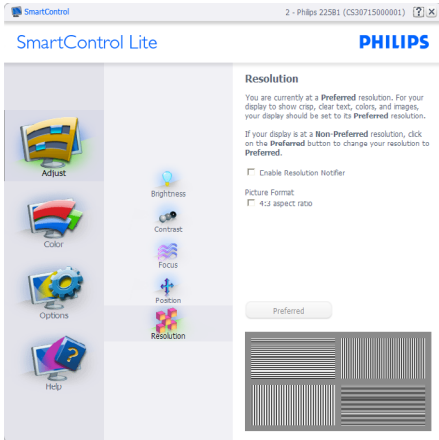 SmartControl
2 - Philips 225B1 (CS30715000001)
SmartControl Lite
PHILIPS
Adjust
Color
Options
Help
Brightness
Contrast
Focus
Position
Resolution
Resolution
You are currently at a Preferred resolution. For your
display to show crisp, clear text, colors, and images,
your display should be set to its Preferred resolution.
If your display is at a Non-Preferred resolution, click
on the Preferred button to change your resolution to
Preferred.
Enable Resolution Notifier
Picture Format
4:3 aspect ratio
Preferred